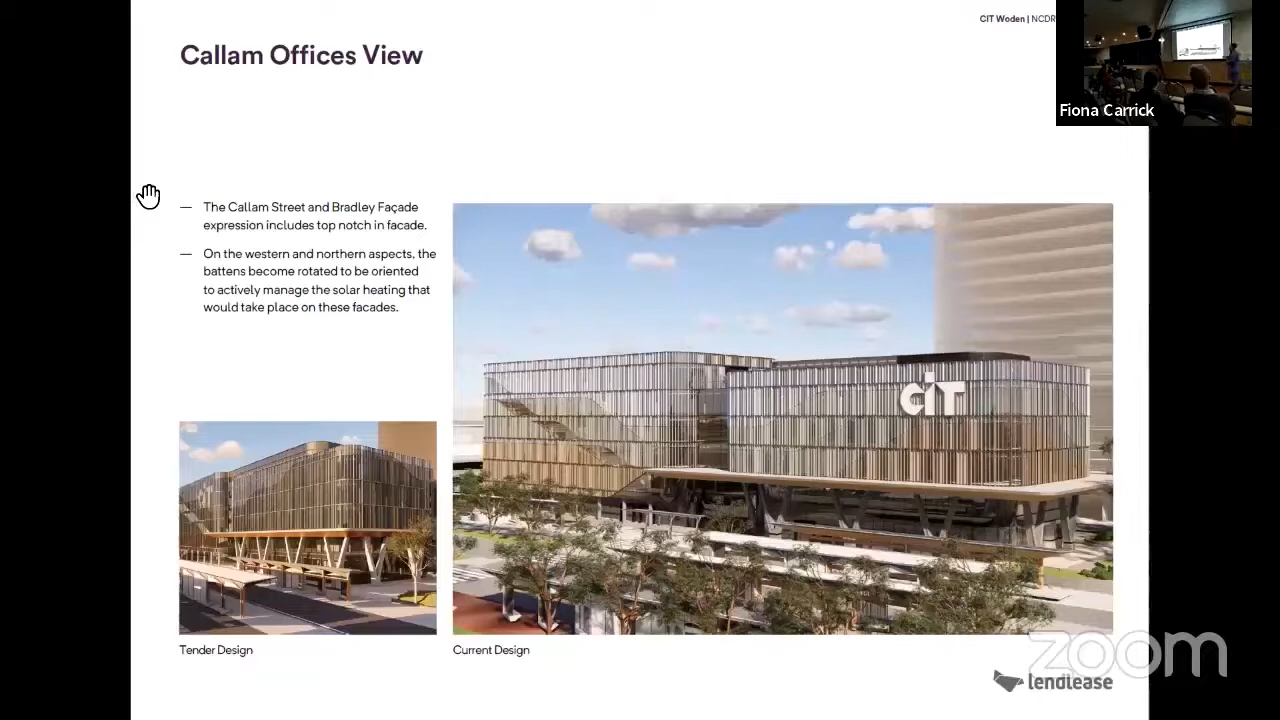 CIT Woden | NCDR
Callam Offices View
Fiona Carrick
— The Callam Street and Bradley Façade
expression includes top notch in facade.
— On the western and northern aspects, the
battens become rotated to be oriented
to actively manage the solar heating that
would take place on these facades.
CiT
Tender Design
Current Design
zoom
lendlease